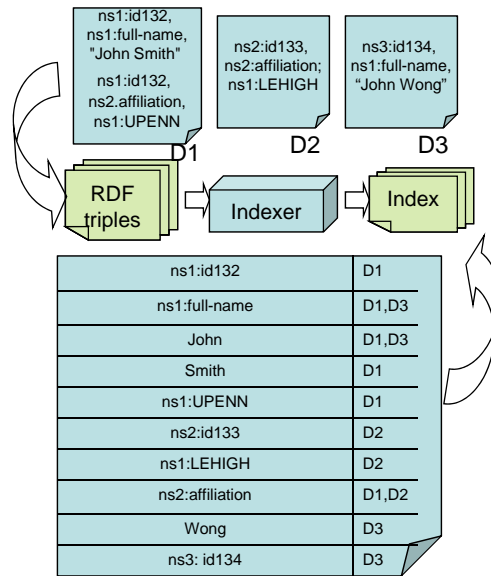 ns1:id132,
ns1:full-name,
"John Smith"
ns1:id132,
ns2.affiliation,
ns1:UPENN
D1
ns2:id133,
ns2:affiliation;
ns1:LEHIGH
D2
ns3:id134,
ns1:full-name,
“John Wong”
D3
RDF
triples
Indexer
Index
ns1:id132 D1
ns1:full-name D1,D3
John D1,D3
Smith D1
ns1:UPENN D1
ns2:id133 D2
ns1:LEHIGH D2
ns2:affiliation D1,D2
Wong D3
ns3: id134 D3